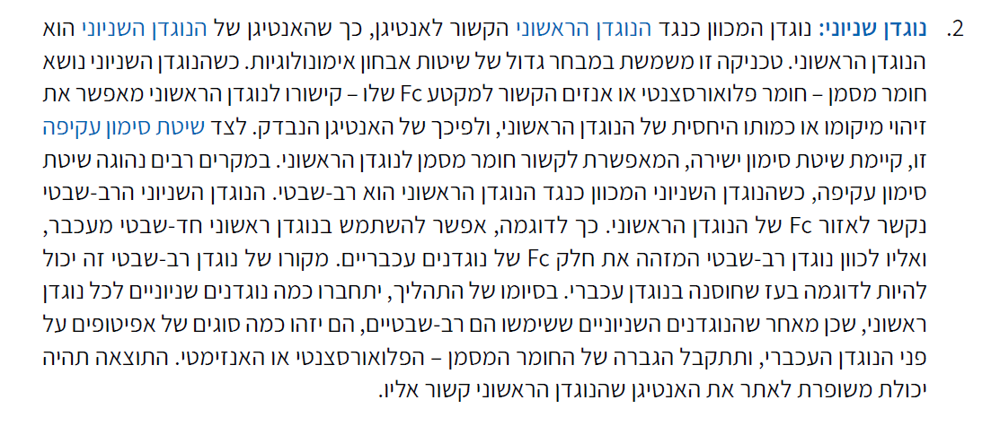 2. נוגדן שניוני: נוגדן המכוון כנגד הנוגדן הראשוני הקשור לאנטיגן, כך שהאנטיגן של הנוגדן השניוני הוא
הנוגדן הראשוני. טכניקה זו משמשת במבחר גדול של שיטות אבחון אימונולוגיות. כשהנוגדן השניוני נושא
חומר מסמן – חומר פלואורסצנטי או אנזים הקשור למקטע Fc שלו – קישורו לנוגדן הראשוני מאפשר את
זיהוי מיקומו או כמותו היחסית של הנוגדן הראשוני, ולפיכך של האנטיגן הנבדק. לצד שיטת סימון עקיפה
זו, קיימת שיטת סימון ישירה, המאפשרת לקשור חומר מסמן לנוגדן הראשוני. במקרים רבים נהוגה שיטת
סימון עקיפה, כשהנוגדן השניוני המכוון כנגד הנוגדן הראשוני הוא רב-שבטי. הנוגדן השניוני הרב-שבטי
נקשר לאזור Fc של הנוגדן הראשוני. כך לדוגמה, אפשר להשתמש בנוגדן ראשוני חד-שבטי מעכבר,
ואליו לכוון נוגדן רב-שבטי המזהה את חלק Fc של נוגדנים עכבריים. מקורו של נוגדן רב-שבטי זה יכול
להיות לדוגמה בעז שחוסנה בנוגדן עכברי. בסיומו של התהליך, יתחברו כמה נוגדנים שניוניים לכל נוגדן
ראשוני, שכן מאחר שהנוגדנים השניוניים ששימשו הם רב-שבטיים, הם יזהו כמה סוגים של אפיטופים על
פני הנוגדן העכברי, ותתקבל הגברה של החומר המסמן – הפלואורסצנטי או האנזימטי. התוצאה תהיה
יכולת משופרת לאתר את האנטיגן שהנוגדן הראשוני קשור אליו.